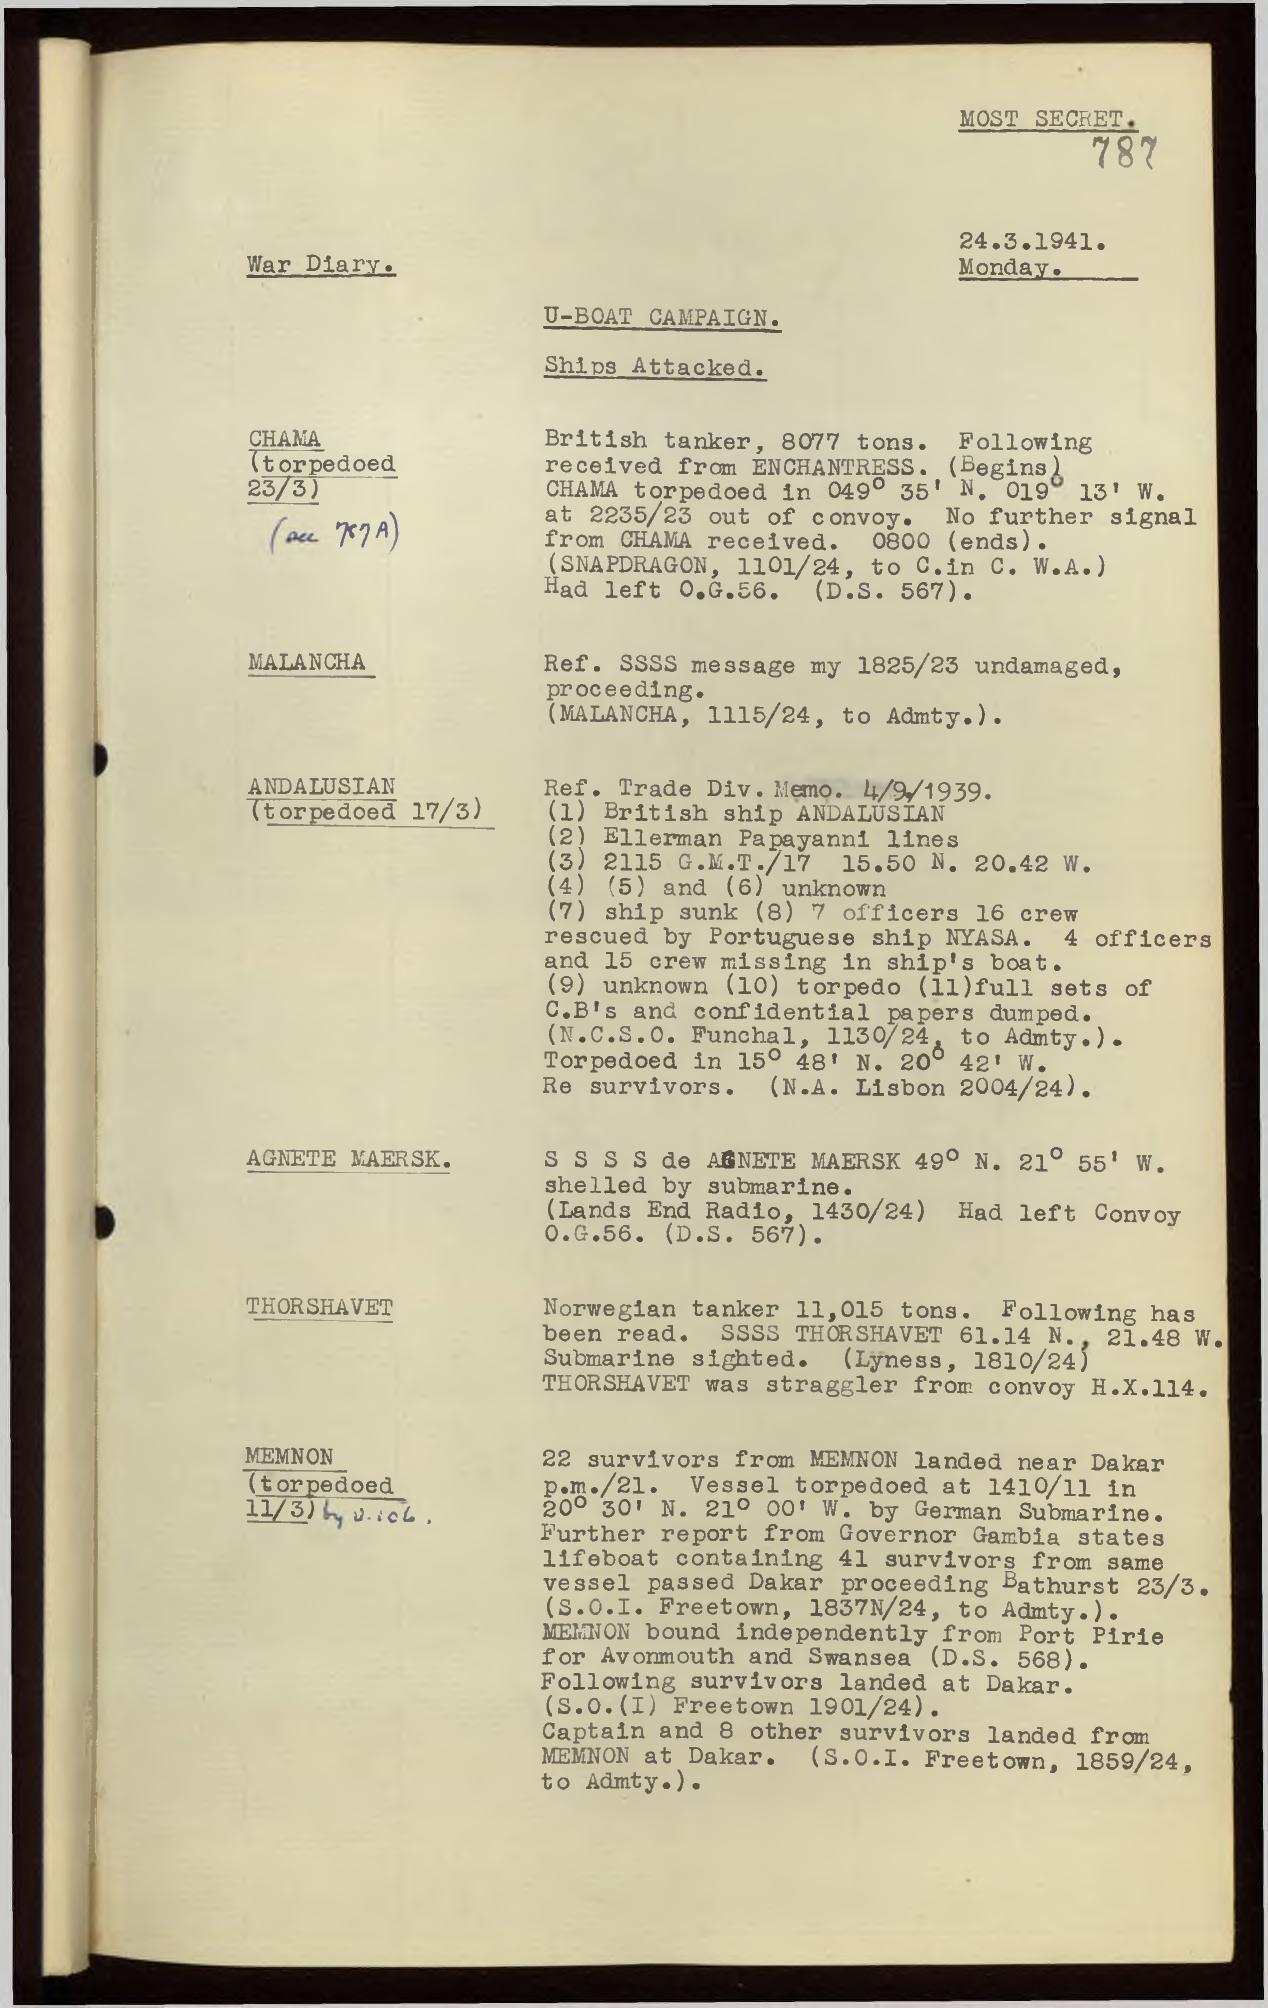 MOST SECRET.
787
24.3.1941.
War Diary.
Monday.
U-BOAT CAMPAIGN.
Ships Attacked.
CHAMA
(torpedoed
23/3)
(see 787A)
British tanker, 8077 tons. Following
received from ENCHANTRESS. (Begins)
CHAMA torpedoed in 049° 35' N. 019° 13' W.
at 2235/23 out of convoy. No further signal
from CHAMA received. 0800 (ends).
(SNAPDRAGON, 1101/24, to C.in C. W.A.)
Had left O.G.56. (D.S. 567).
MALANCHA
Ref. SSSS message my 1825/23 undamaged,
proceeding.
(MALANCHA, 1115/24, to Admty.).
ANDALUSIAN
(torpedoed 17/3)
Ref. Trade Div. Memo. 4/9/1939.
(1) British ship ANDALUSIAN
(2) Ellerman Papayanni lines
(3) 2115 G.M.T./17 15.50 N. 20.42 W.
(4) (5) and (6) unknown
(7) ship sunk (8) 7 officers 16 crew
rescued by Portuguese ship NYASA. 4 officers
and 15 crew missing in ship's boat.
(9) unknown (10) torpedo (11)full sets of
C.B's and confidential papers dumped.
(N.C.S.O. Funchal, 1130/24, to Admty.).
Torpedoed in 15° 48' N. 20° 42' W.
Re survivors. (N.A. Lisbon 2004/24).
AGNETE MAERSK.
S S S S de AGNETE MAERSK 49° N. 21° 55' W.
shelled by submarine.
(Lands End Radio, 1430/24) Had left Convoy
O.G.56. (D.S. 567).
THORSHAVET
Norwegian tanker 11,015 tons. Following has
been read. SSSS THORSHAVET 61.14 N., 21.48 W.
Submarine sighted. (Lyness, 1810/24)
THORSHAVET was straggler from convoy H.X.114.
MEMNON
(torpedoed
11/3) by U.106.
22 survivors from MEMNON landed near Dakar
p.m./21. Vessel torpedoed at 1410/11 in
20° 30' N. 21° 00' W. by German Submarine.
Further report from Governor Gambia states
lifeboat containing 41 survivors from same
vessel passed Dakar proceeding Bathurst 23/3.
(S.O.I. Freetown, 1837N/24, to Admty.).
MEMNON bound independently from Port Pirie
for Avonmouth and Swansea (D.S. 568).
Following survivors landed at Dakar.
(S.O.(I) Freetown 1901/24).
Captain and 8 other survivors landed from
MEMNON at Dakar. (S.O.I. Freetown, 1859/24,
to Admty.).